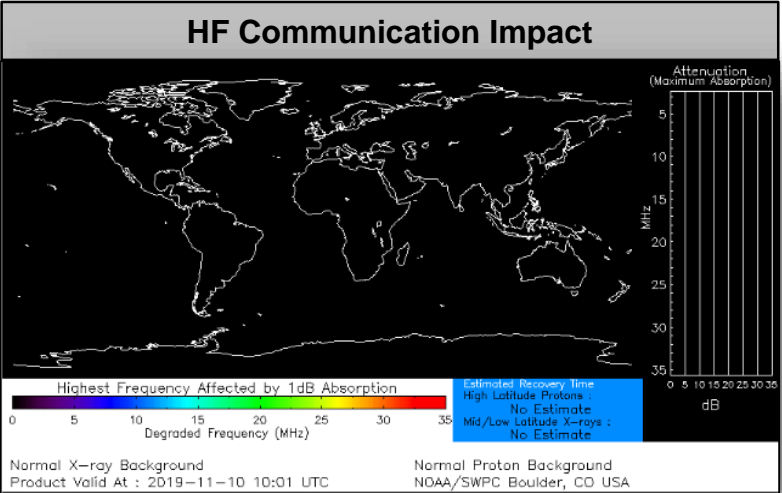 HF Communication Impact
Attenuation
(Maximum Absorption)
5
10
15
20
25
30
35
MHz
0 5 10 15 20 25 30 35
dB
Highest Frequency Affected by 1dB Absorption
0 5 10 15 20 25 30 35
Degraded Frequency (MHz)
Estimated Recovery Time
High Latitude Protons :
No Estimate
Mid/Low Latitude X-rays :
No Estimate
Normal X-ray Background
Normal Proton Background
Product Valid At : 2019-11-10 10:01 UTC
NOAA/SWPC Boulder, CO USA